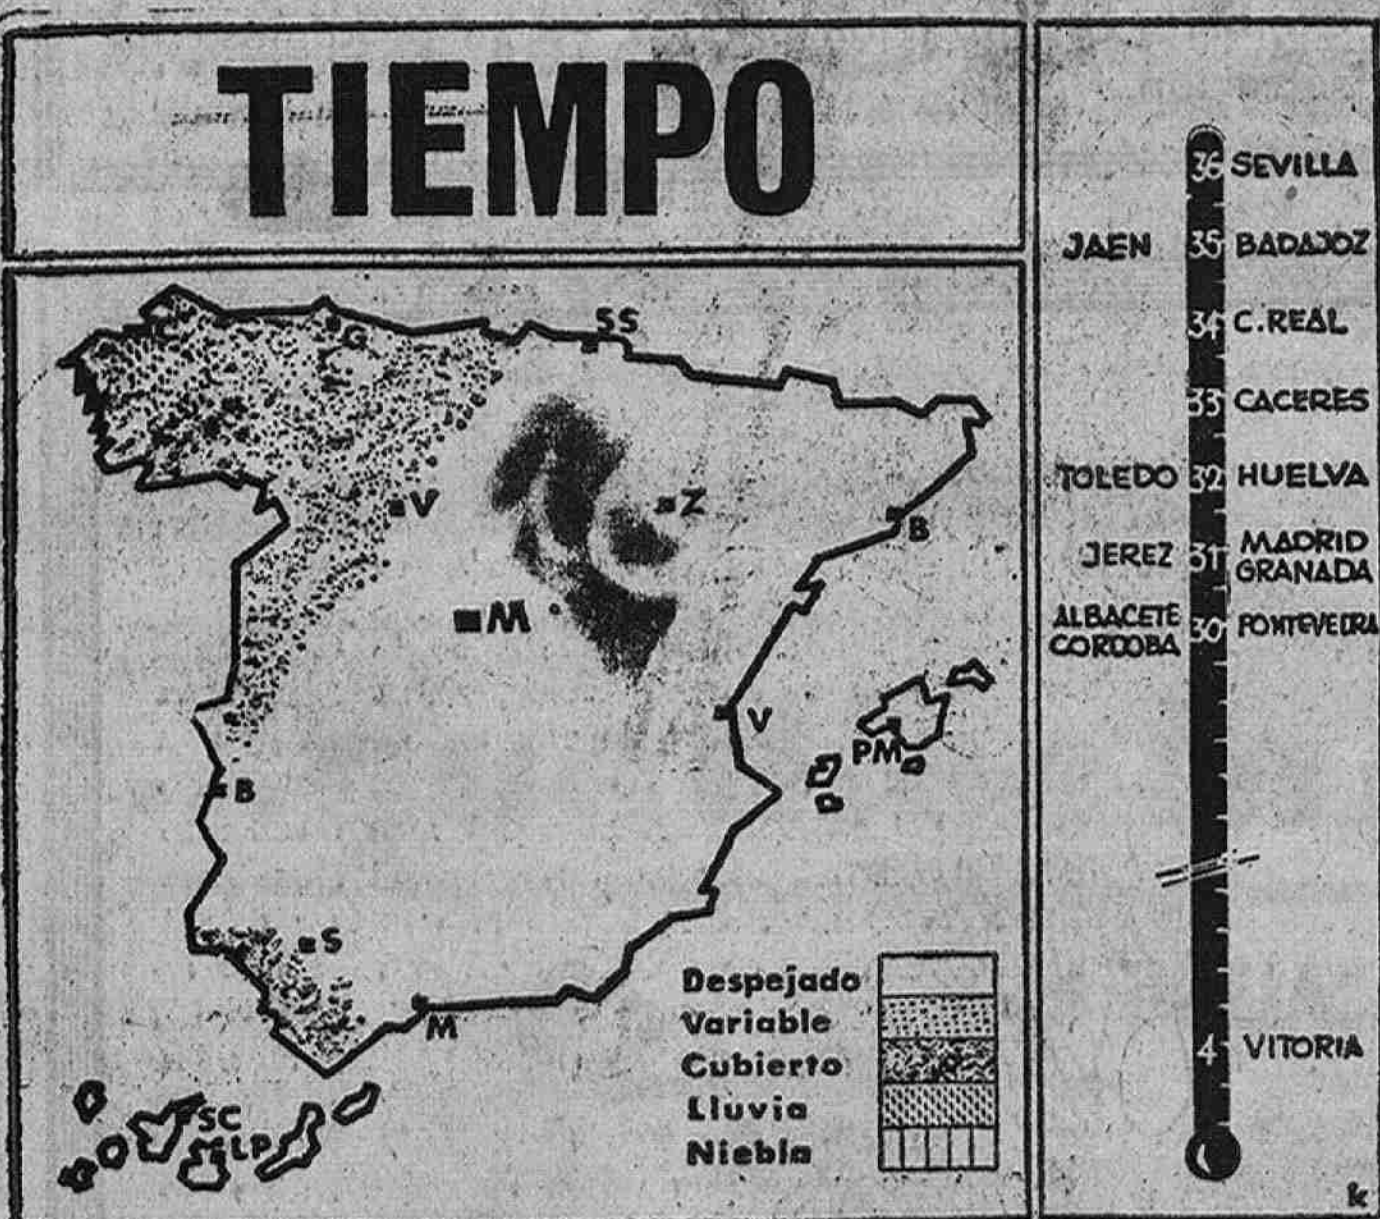 TIEMPO
C
G
SS
V
Z
B
M
V
PM
B
S
M
SC
LP
Despejado
Variable
Cubierto
Lluvia
Niebla
36 SEVILLA
JAEN 35 BADAJOZ
34 C.REAL
33 CACERES
TOLEDO 32 HUELVA
JEREZ 31 MADRID
GRANADA
ALBACETE 30 PONTEVEDRA
CORDOBA
4 VITORIA
k